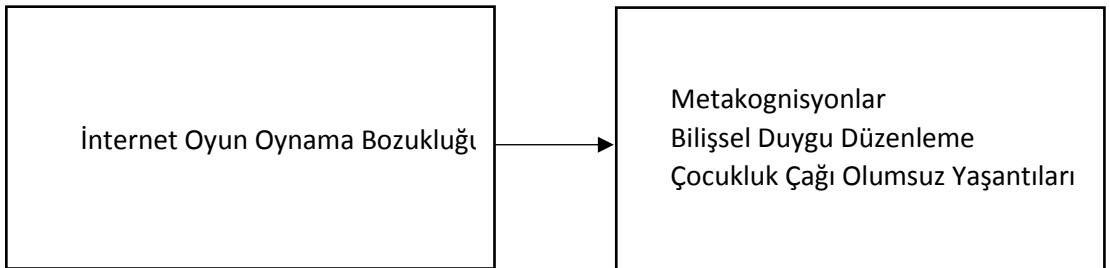 İnternet Oyun Oynama Bozukluğu
Metakognisyonlar
Bilişsel Duygu Düzenleme
Çocukluk Çağı Olumsuz Yaşantıları